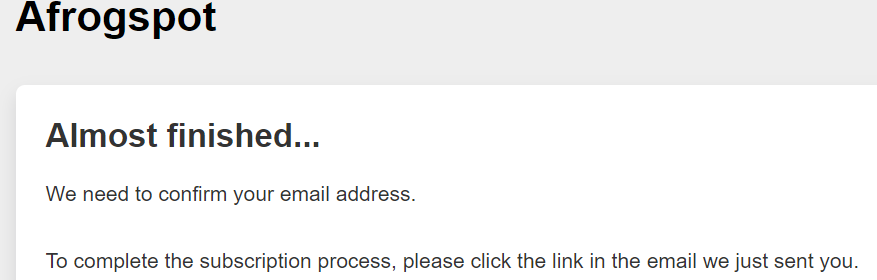 Afrogspot
Almost finished...
We need to confirm your email address.
To complete the subscription process, please click the link in the email we just sent you.